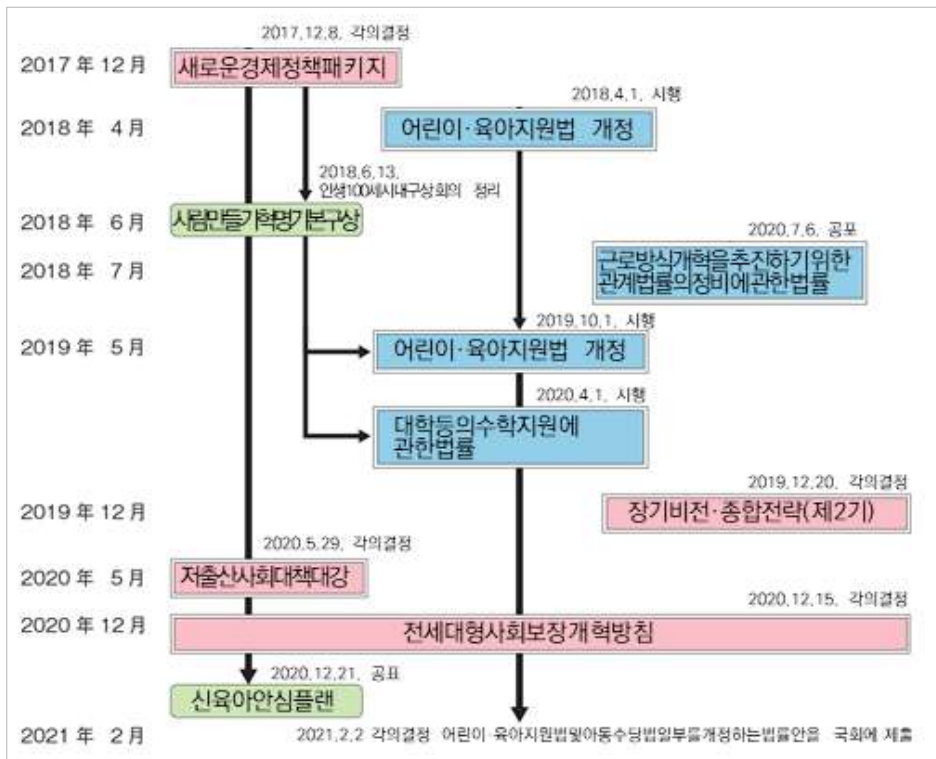 2017.12.8. 각의결정
2017年 12月
새로운경제정책패키지
2018.4.1. 시행
2018年 4月
어린이·육아지원법 개정
2018.6.13.
인생100세시대구상회의 정리
2018年 6月
사람만들기혁명기본구상
2020.7.6. 공포
2018年 7月
근로방식개혁을추진하기위한
관계법률의정비에관한법률
2019.10.1. 시행
2019年 5月
어린이·육아지원법 개정
2020.4.1. 시행
대학등의수학지원에
관한법률
2019.12.20. 각의결정
2019年 12月
장기비전·종합전략(제2기)
2020.5.29. 각의결정
2020年 5月
저출산사회대책대강
2020.12.15. 각의결정
2020年 12月
전세대형사회보장개혁방침
2020.12.21. 공표
신육아안심플랜
2021年 2月
2021.2.2 각의결정 어린이·육아지원법및아동수당법일부를개정하는법률안을 국회에 제출